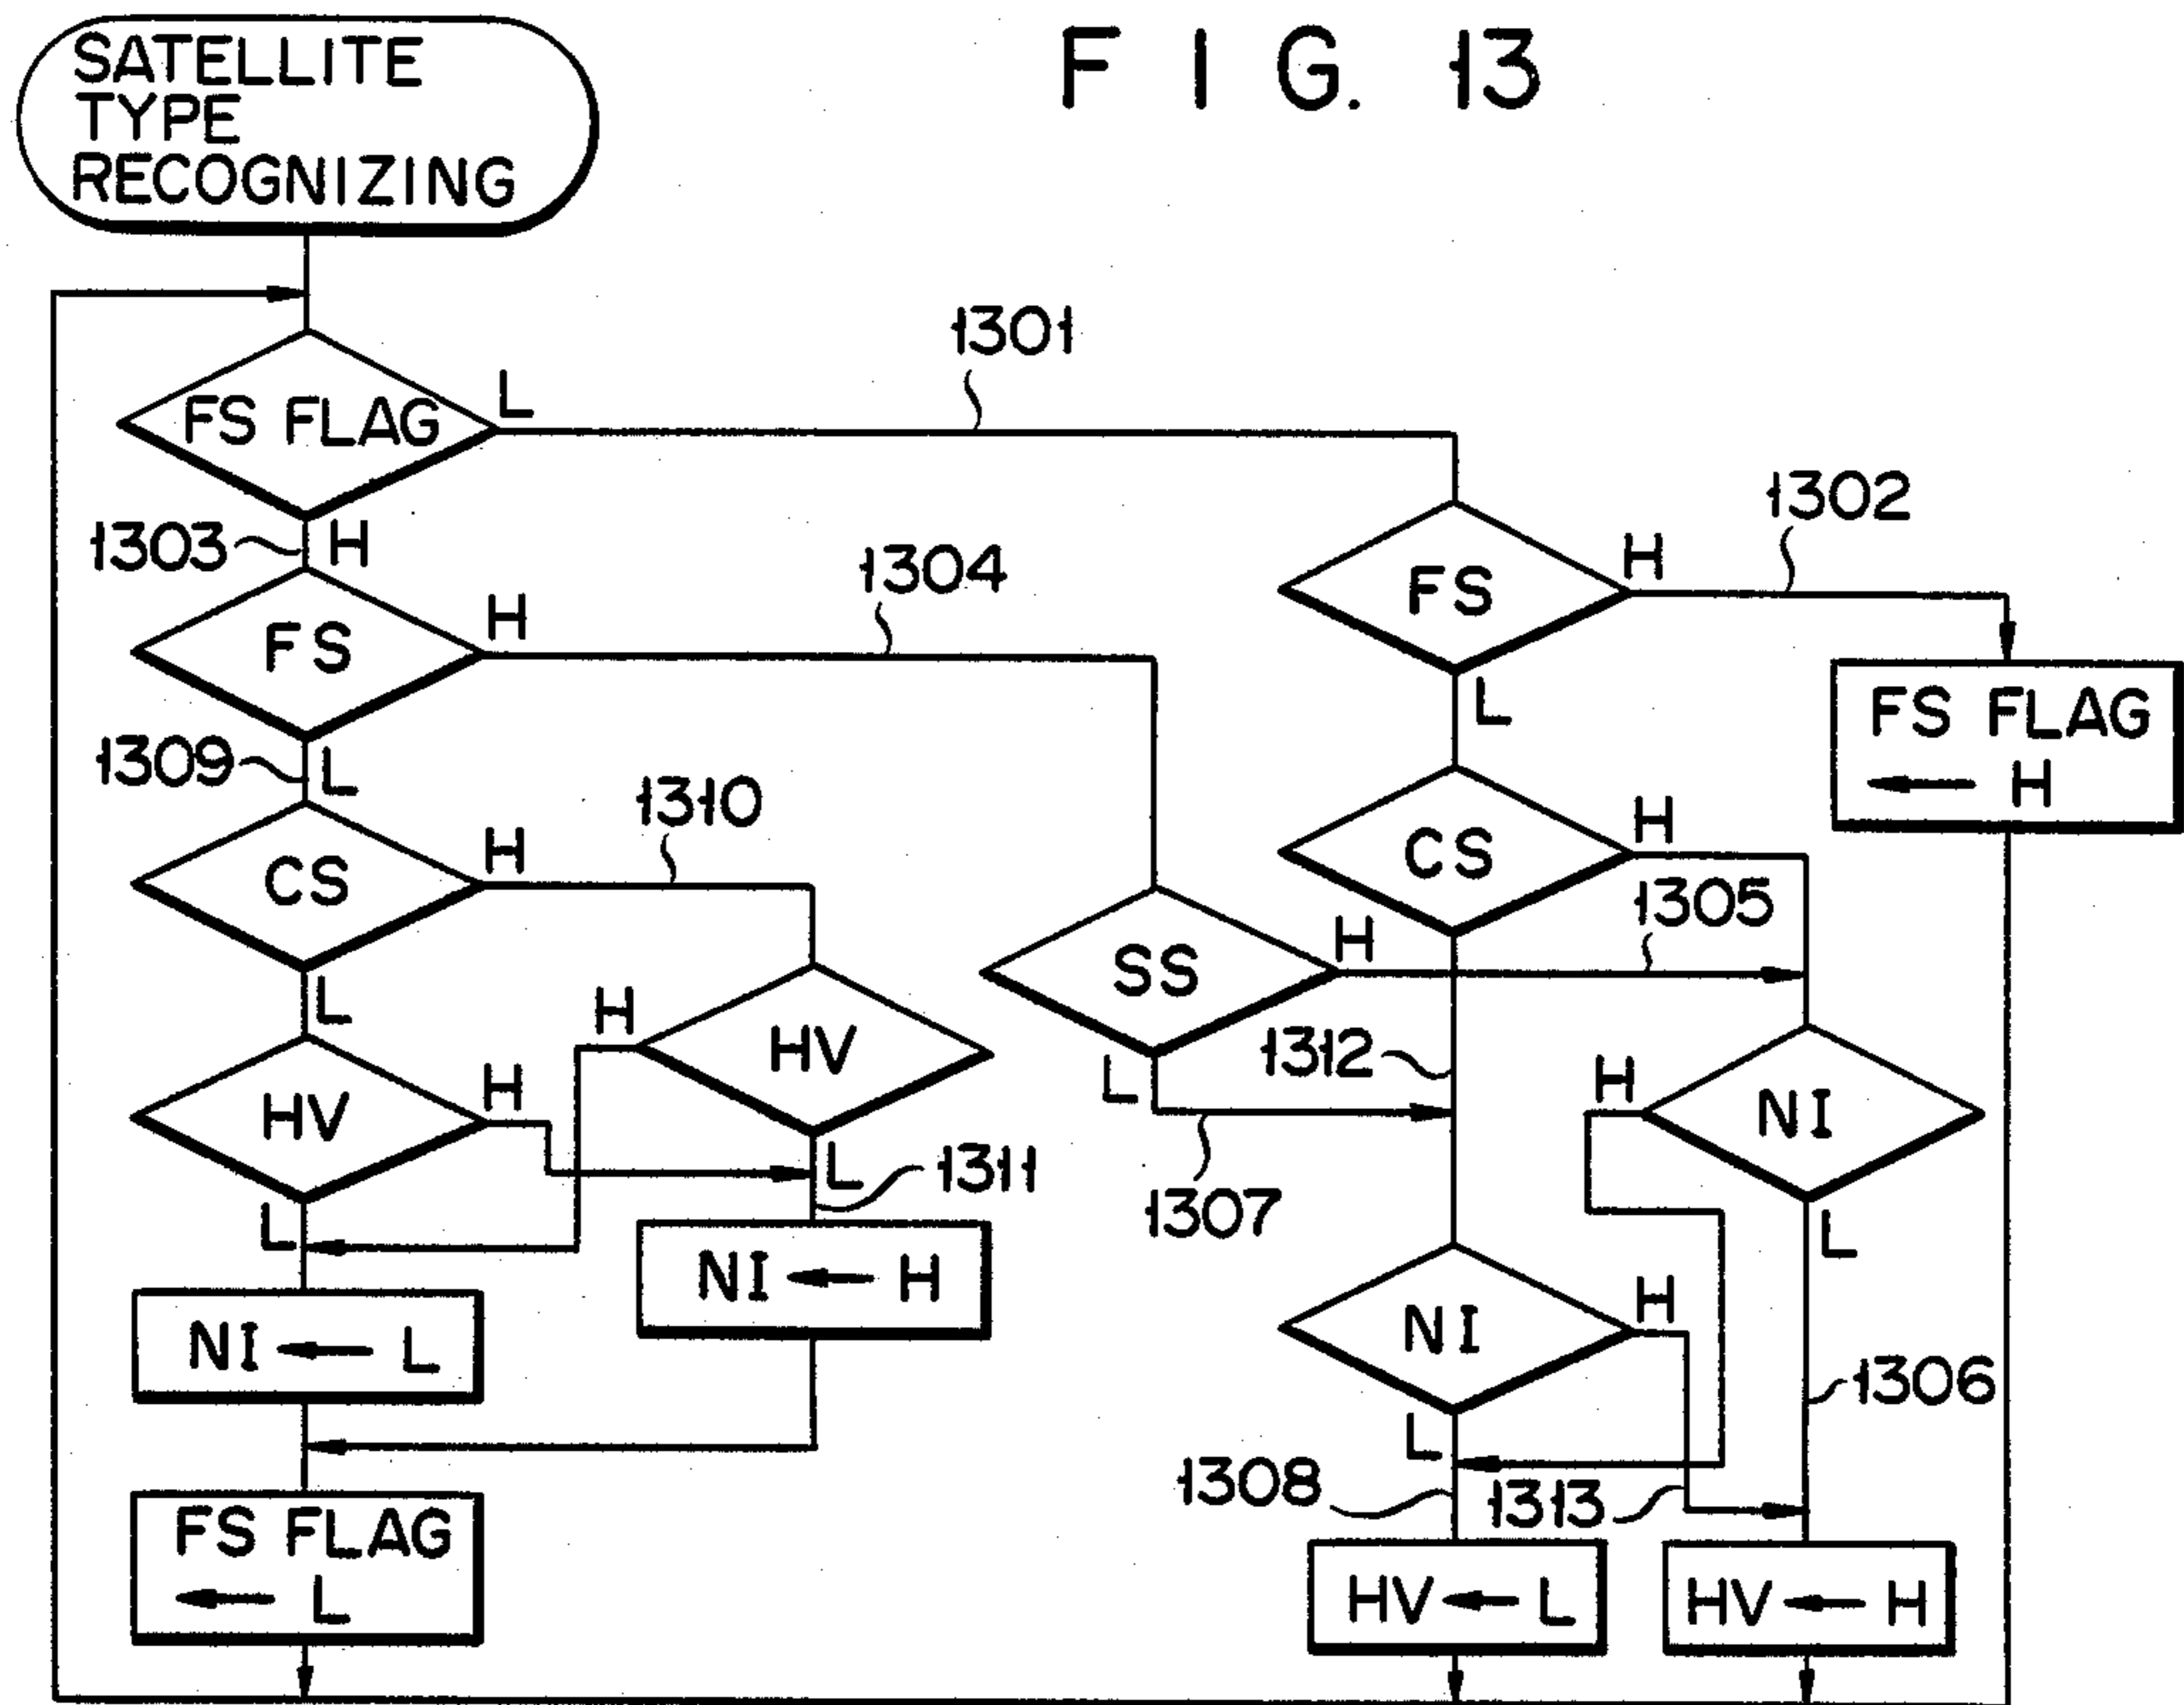 FIG. 13
SATELLITE
TYPE
RECOGNIZING
1301
FS FLAG
L
1302
1303
H
1304
FS
H
FS
H
L
FS FLAG
← H
1309
L
1310
CS
H
CS
H
1305
L
SS
H
HV
H
1312
HV
H
L
NI
H
L
1311
1307
L
L
NI ← H
NI
H
NI ← L
1306
L
1308
1313
FS FLAG
← L
HV ← L
HV ← H